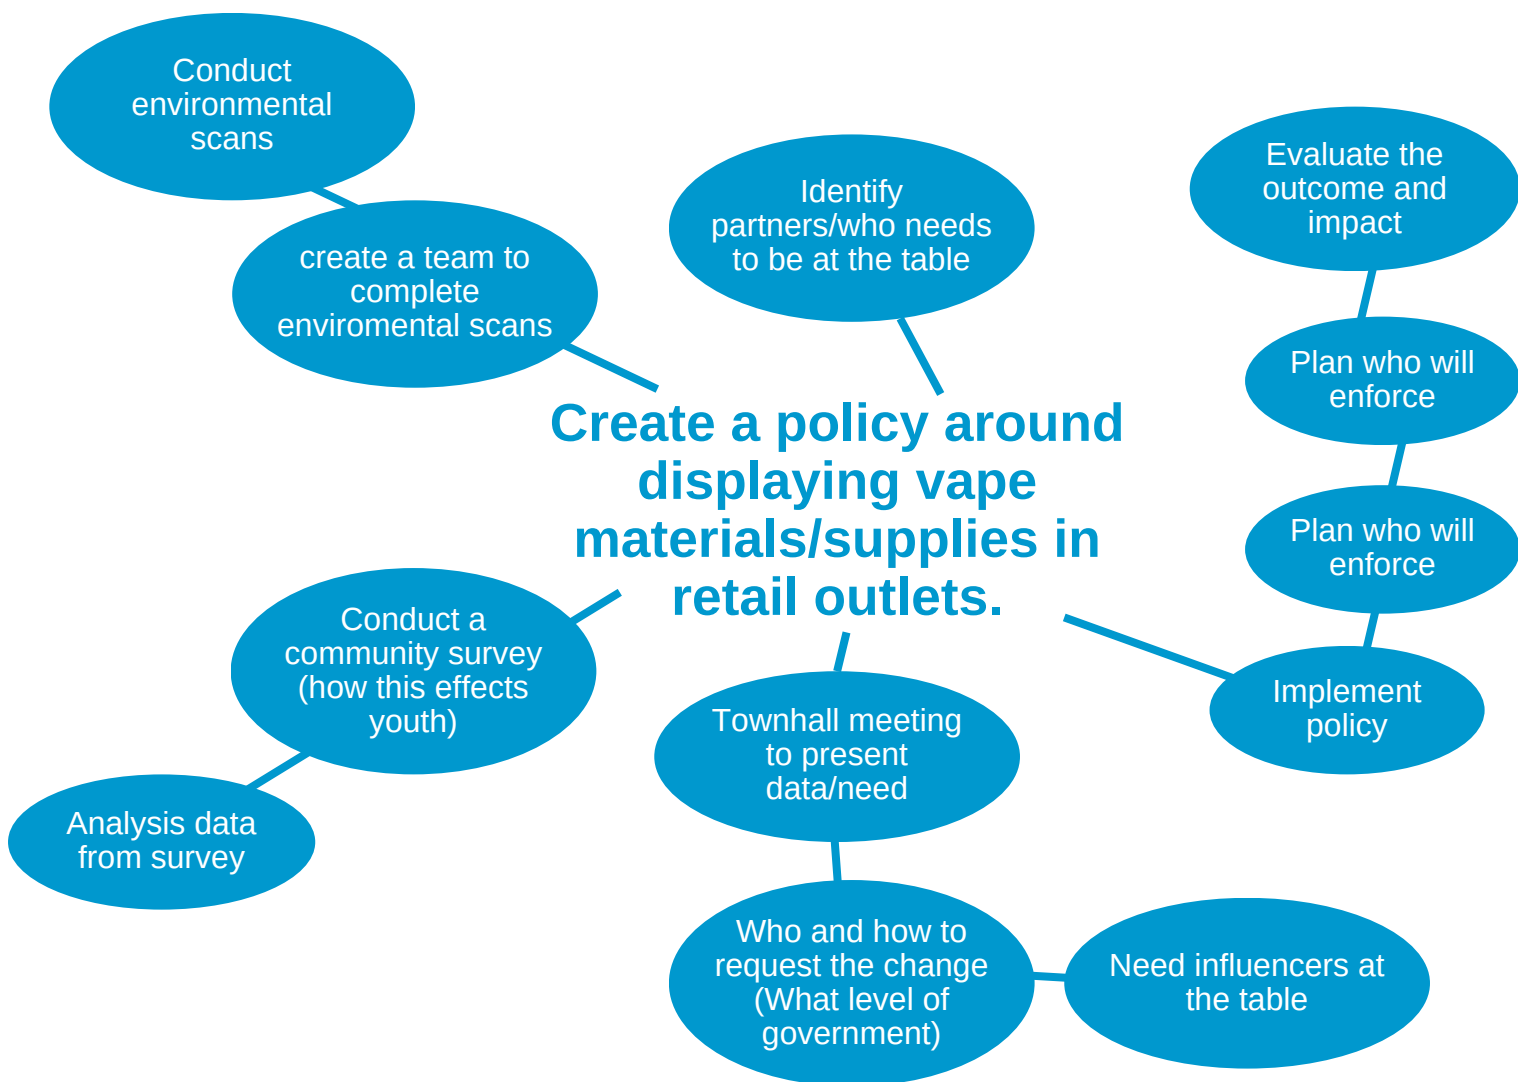 Conduct
environmental
scans
create a team to
complete
enviromental scans
Identify
partners/who needs
to be at the table
Evaluate the
outcome and
impact
Plan who will
enforce
Plan who will
enforce
Implement
policy
Create a policy around
displaying vape
materials/supplies in
retail outlets.
Conduct a
community survey
(how this effects
youth)
Analysis data
from survey
Townhall meeting
to present
data/need
Who and how to
request the change
(What level of
government)
Need influencers at
the table